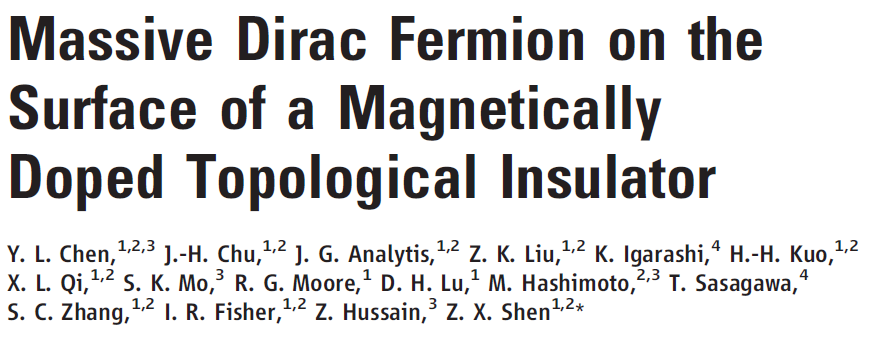 Massive Dirac Fermion on the
Surface of a Magnetically
Doped Topological Insulator
Y. L. Chen,1,2,3 J.-H. Chu,1,2 J. G. Analytis,1,2 Z. K. Liu,1,2 K. Igarashi,4 H.-H. Kuo,1,2
X. L. Qi,1,2 S. K. Mo,3 R. G. Moore,1 D. H. Lu,1 M. Hashimoto,2,3 T. Sasagawa,4
S. C. Zhang,1,2 I. R. Fisher,1,2 Z. Hussain,3 Z. X. Shen1,2*